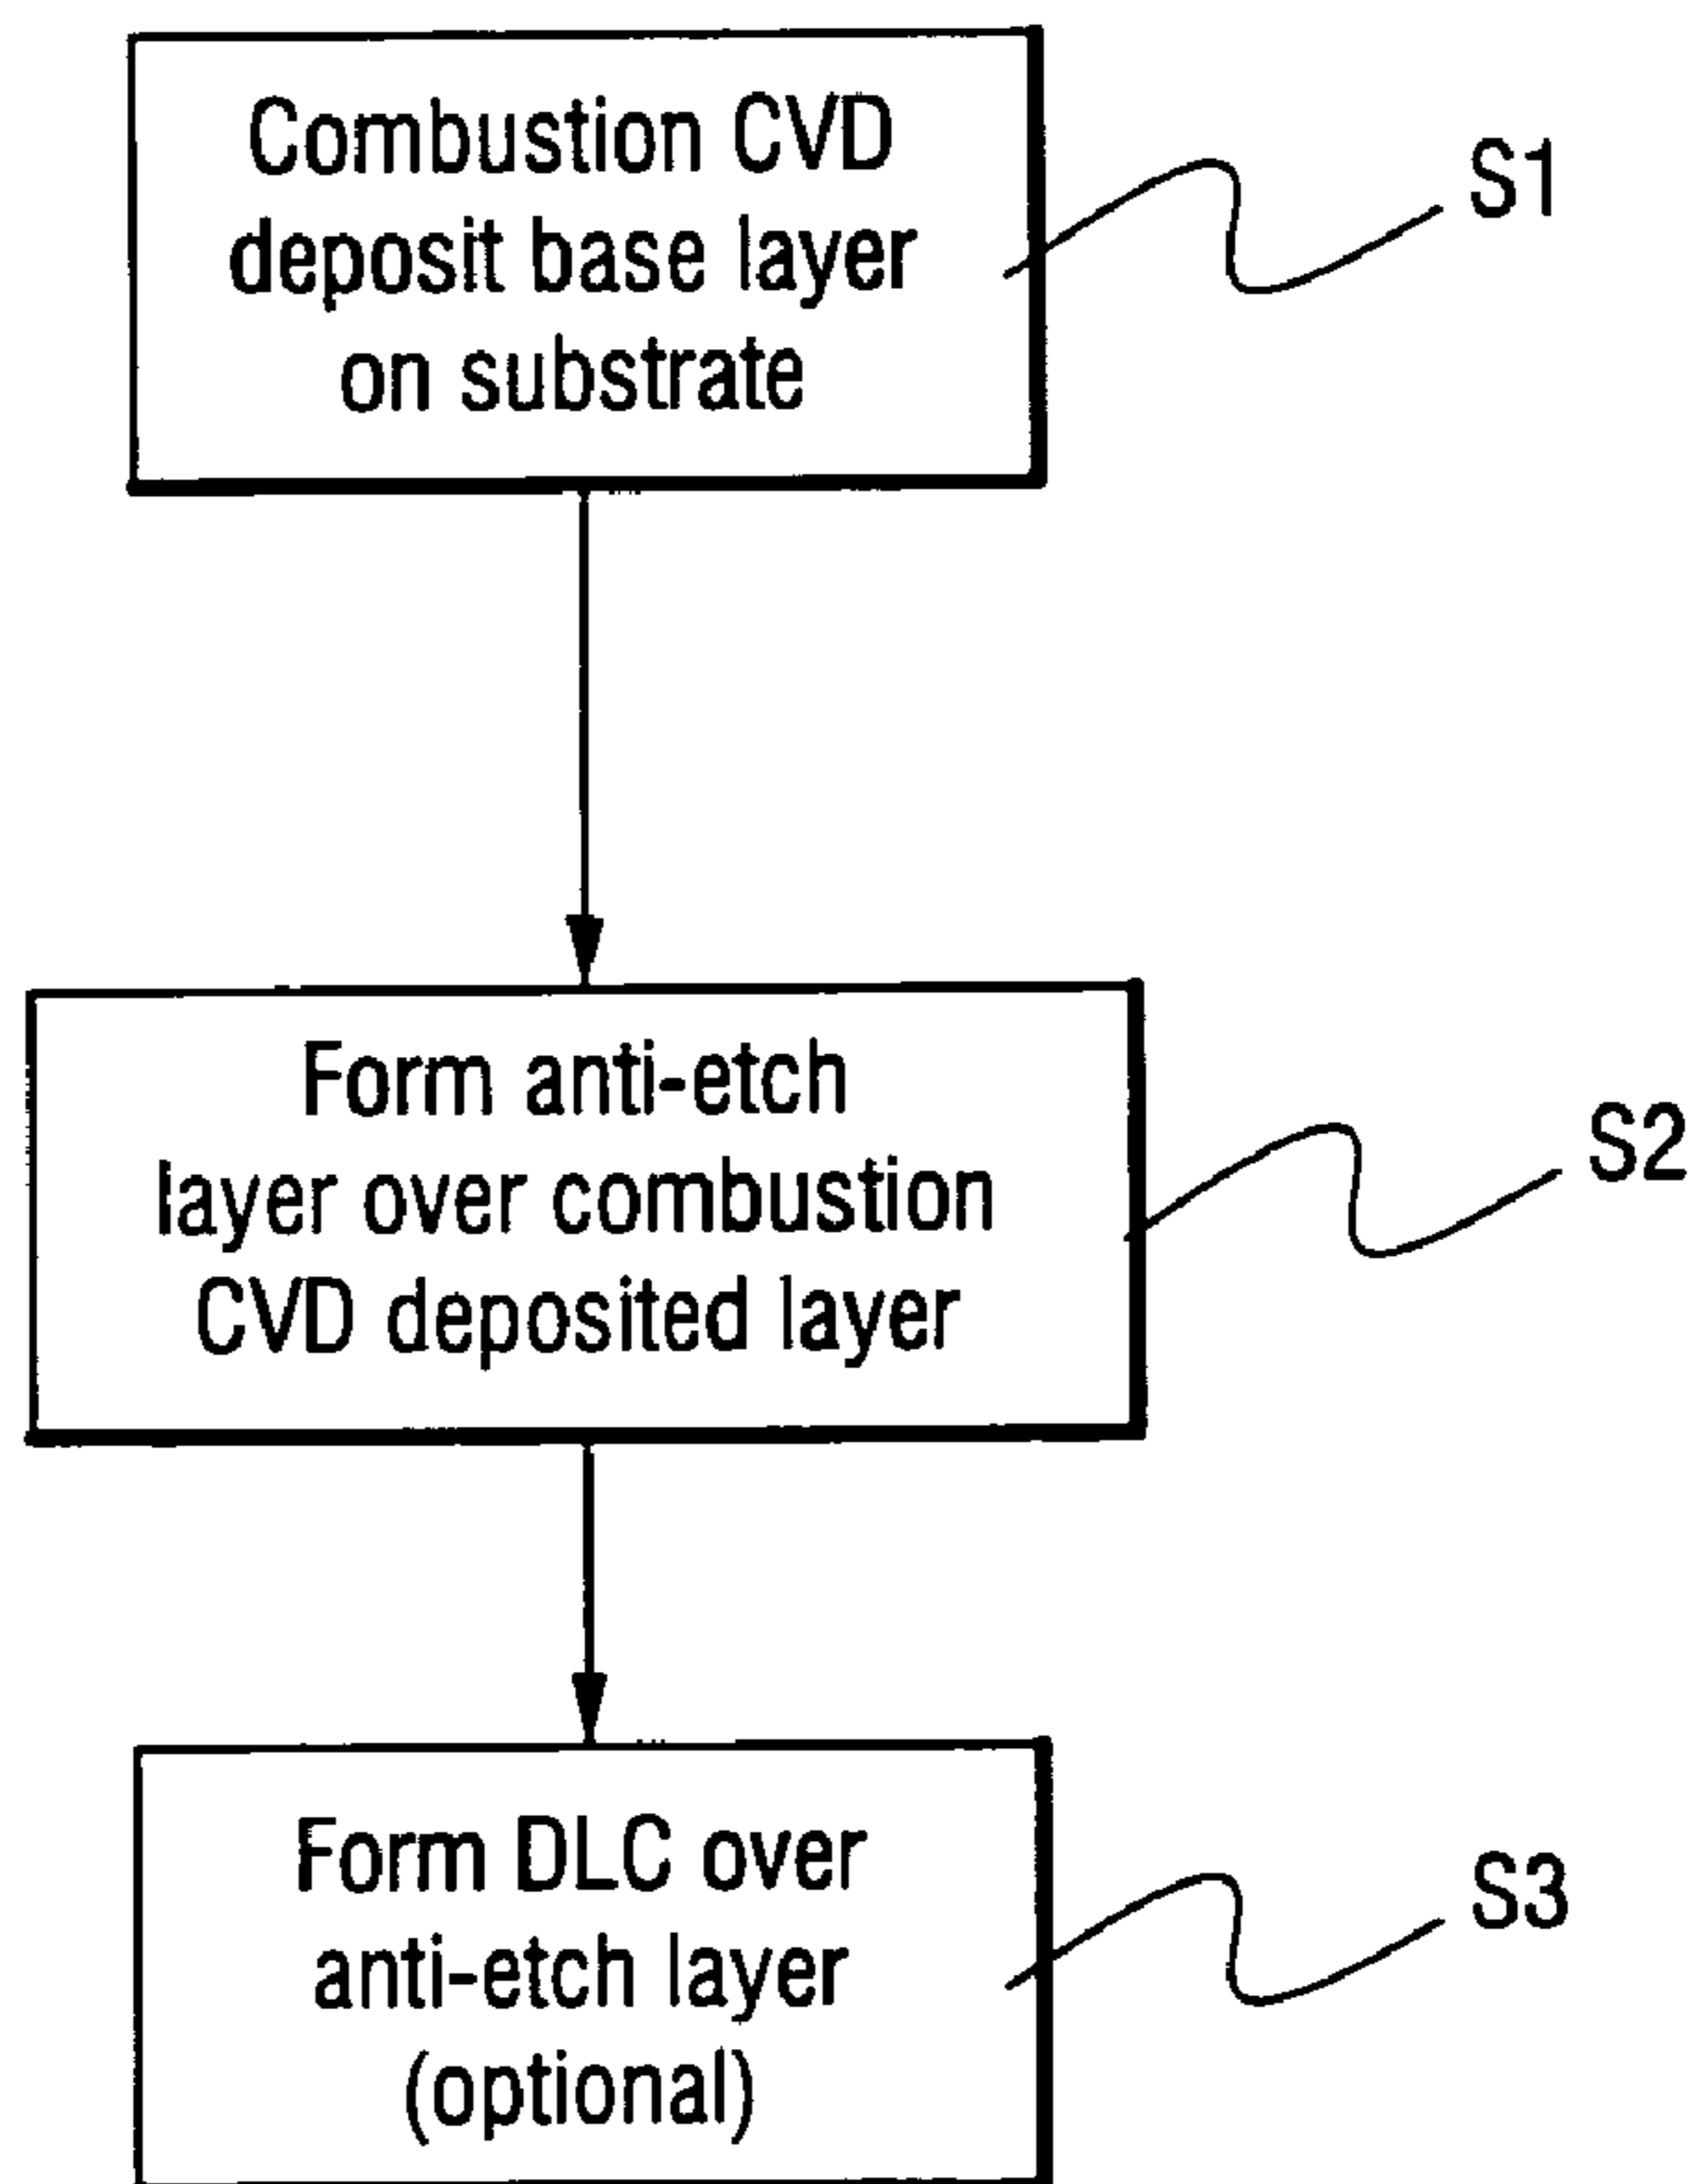 Combustion CVD
deposit base layer
on substrate
S1
Form anti-etch
layer over combustion
CVD deposited layer
S2
Form DLC over
anti-etch layer
(optional)
S3